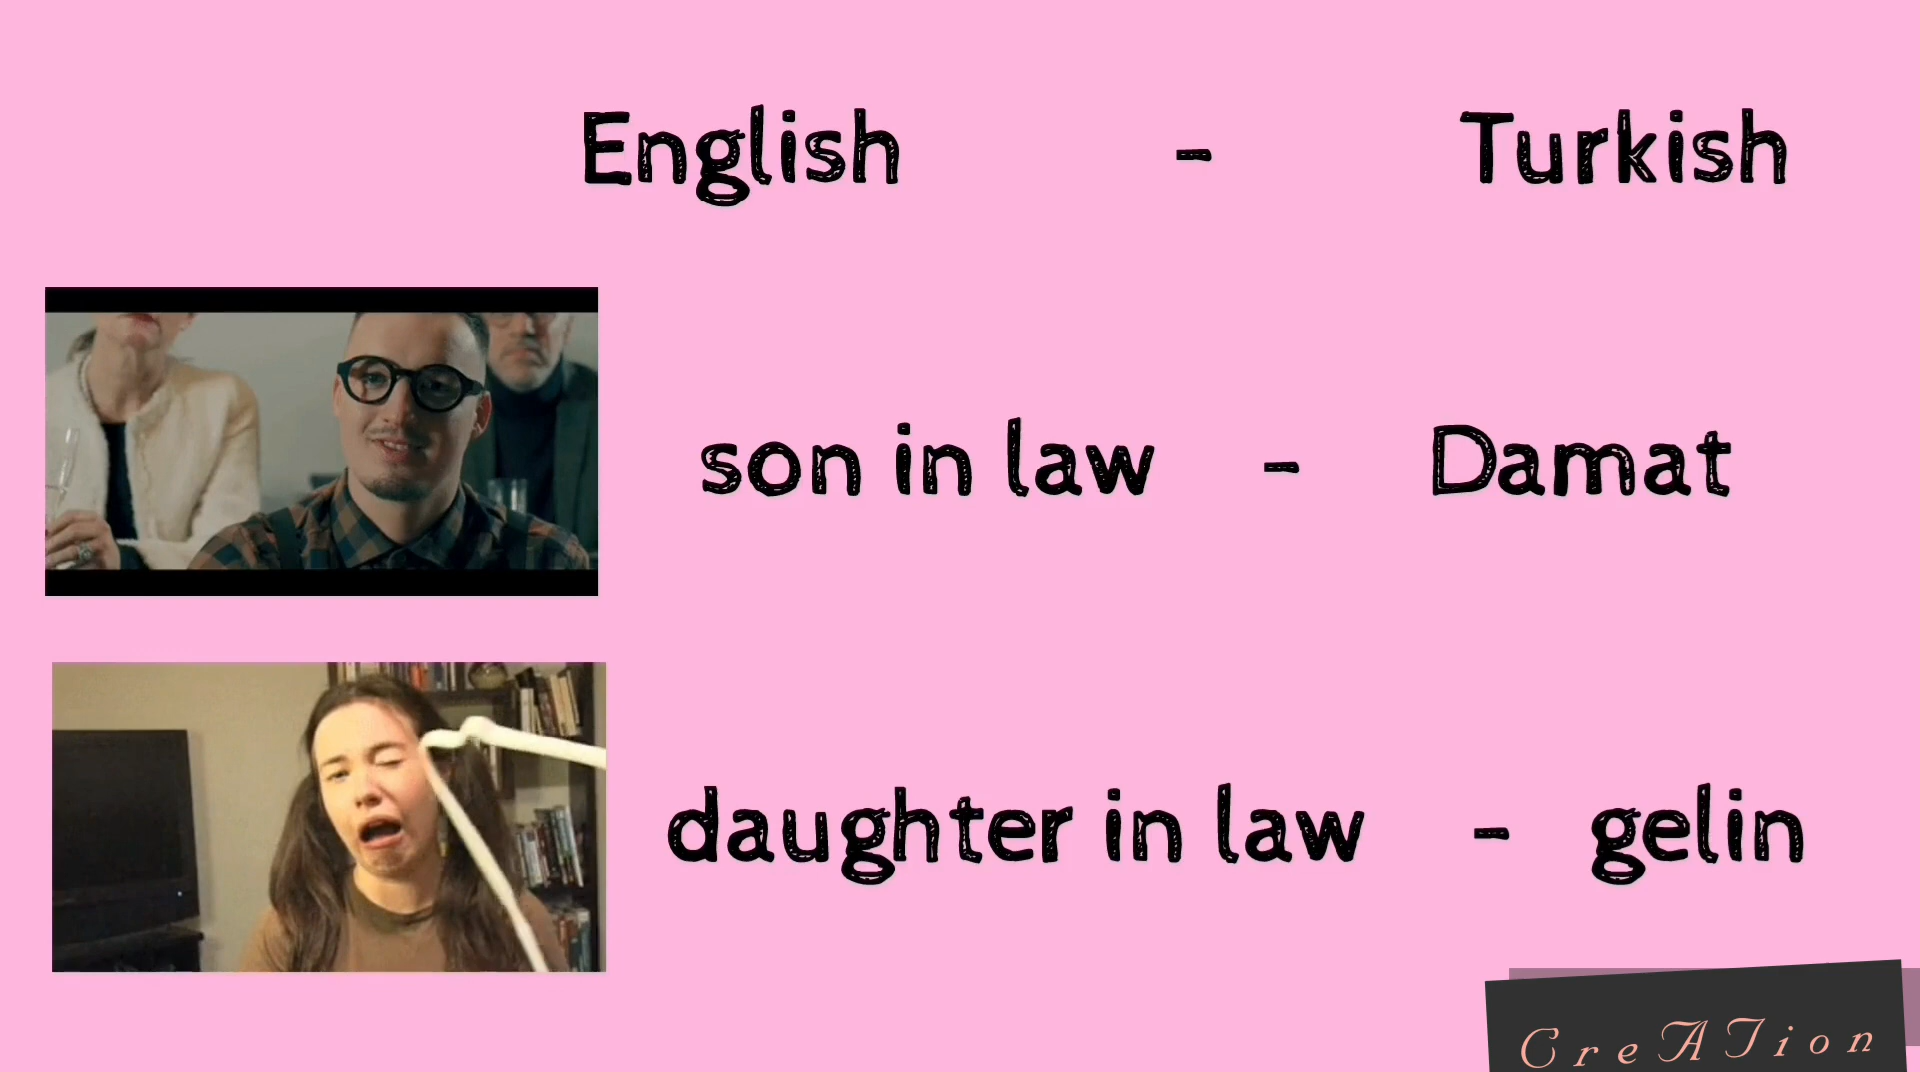 English - Turkish
son in law - Damat
daughter in law - gelin
CreATion